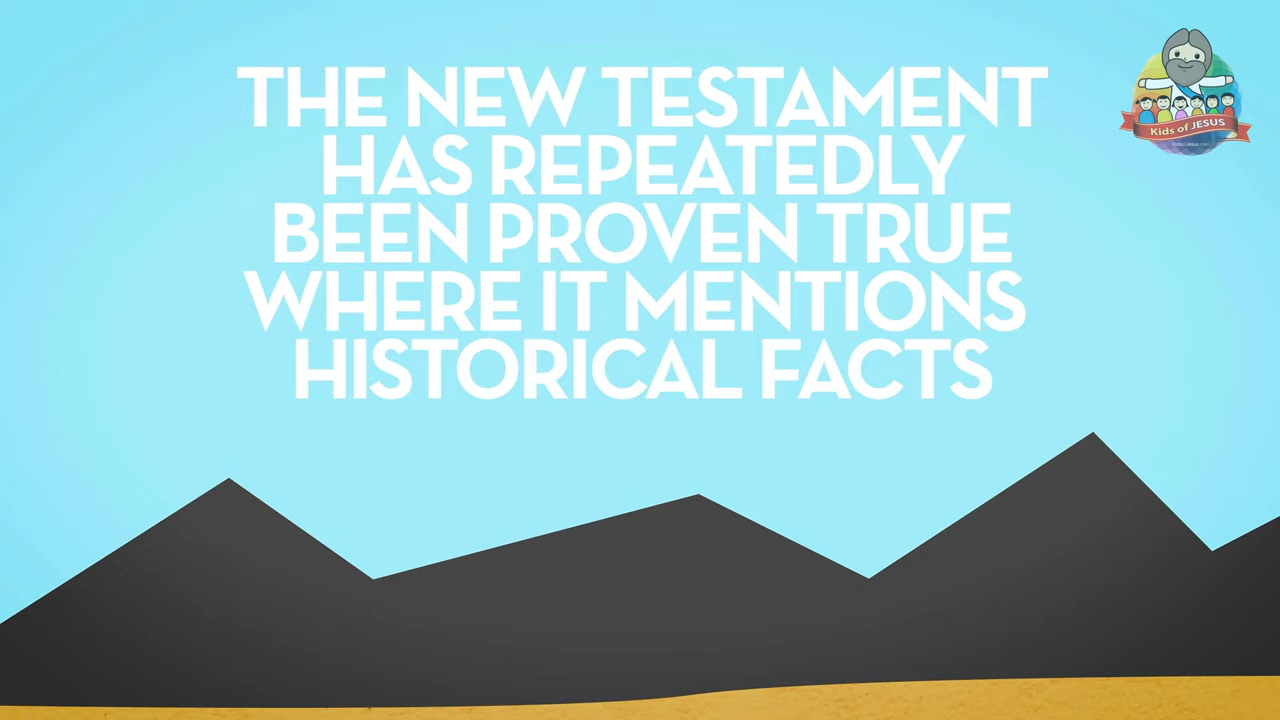 THE NEW TESTAMENT
HAS REPEATEDLY
BEEN PROVEN TRUE
WHERE IT MENTIONS
HISTORICAL FACTS
Kids of JESUS